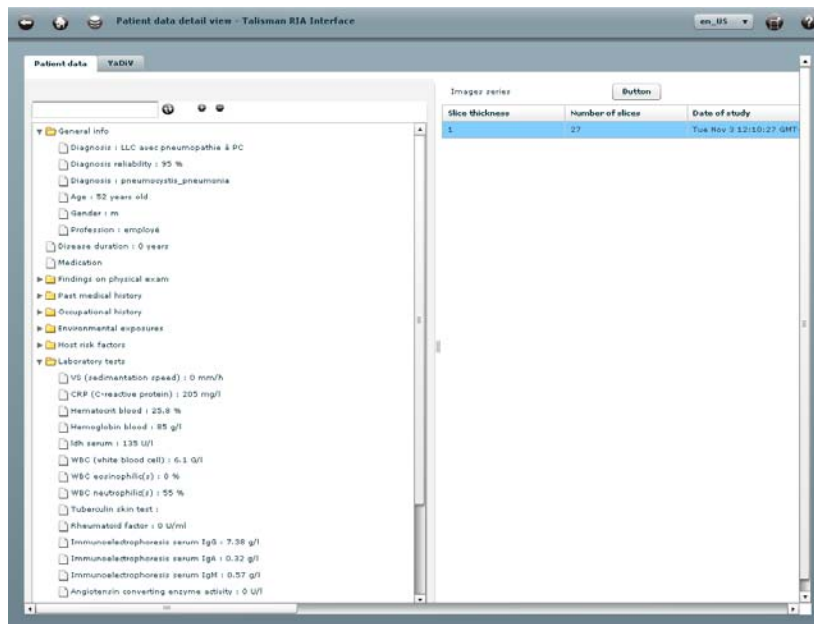 Patient data detail view - Talisman RIA Interface
en_US
Patient data
YaDiV
Images series
Button
Slice thickness
Number of slices
Date of study
1
27
Tue Nov 3 12:10:27 GMT-
General info
Diagnosis : LLC avec pneumopathie à PC
Diagnosis reliability : 95 %
Diagnosis : pneumocystis_pneumonia
Age : 52 years old
Gender : m
Profession : employé
Disease duration : 0 years
Medication
Findings on physical exam
Past medical history
Occupational history
Environmental exposures
Host risk factors
Laboratory tests
VS (sedimentation speed) : 0 mm/h
CRP (C-reactive protein) : 205 mg/l
Hematocrit blood : 25.8 %
Hemoglobin blood : 85 g/l
ldh serum : 135 U/l
WBC (white blood cell) : 6.1 G/l
WBC eosinophilic(s) : 0 %
WBC neutrophilic(s) : 55 %
Tuberculin skin test :
Rheumatoid factor : 0 U/ml
Immunoelectrophoresis serum IgG : 7.38 g/l
Immunoelectrophoresis serum IgA : 0.32 g/l
Immunoelectrophoresis serum IgM : 0.57 g/l
Angiotensin converting enzyme activity : 0 U/l